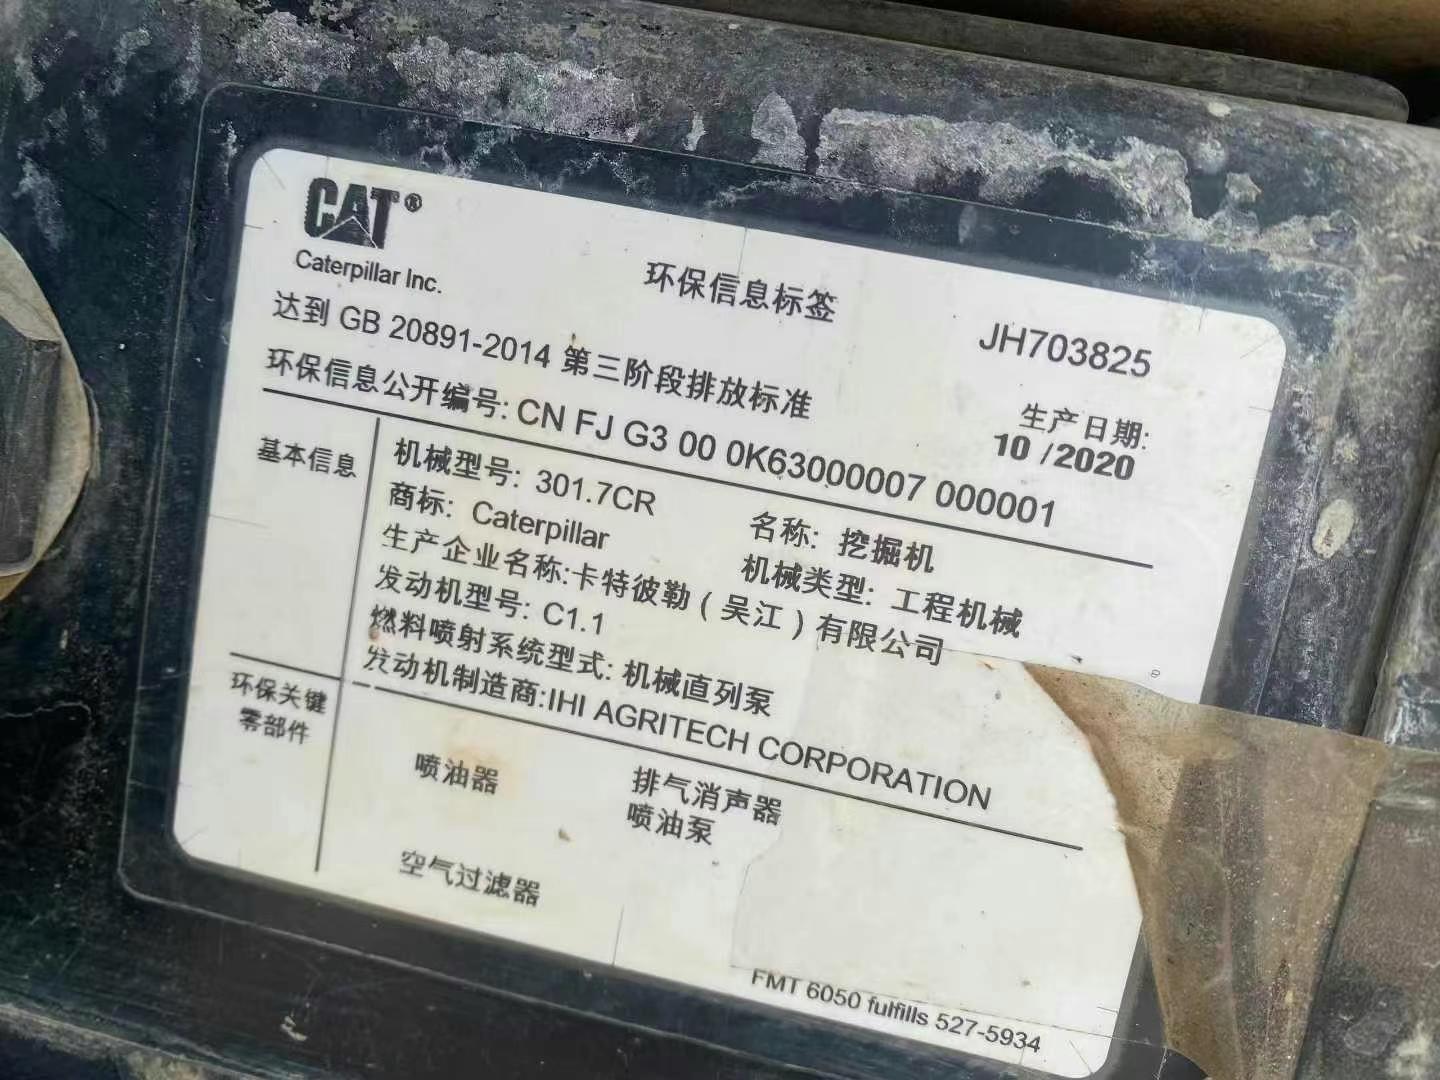 CAT®
Caterpillar Inc.
环保信息标签
JH703825
达到 GB 20891-2014 第三阶段排放标准
生产日期:
10 /2020
环保信息公开编号: CN FJ G3 00 0K63000007 000001
基本信息
机械型号: 301.7CR
名称: 挖掘机
商标: Caterpillar
机械类型: 工程机械
生产企业名称:卡特彼勒（吴江）有限公司
发动机型号: C1.1
燃料喷射系统型式: 机械直列泵
发动机制造商:IHI AGRITECH CORPORATION
环保关键
零部件
喷油器
排气消声器
喷油泵
空气过滤器
FMT 6050 fulfills 527-5934